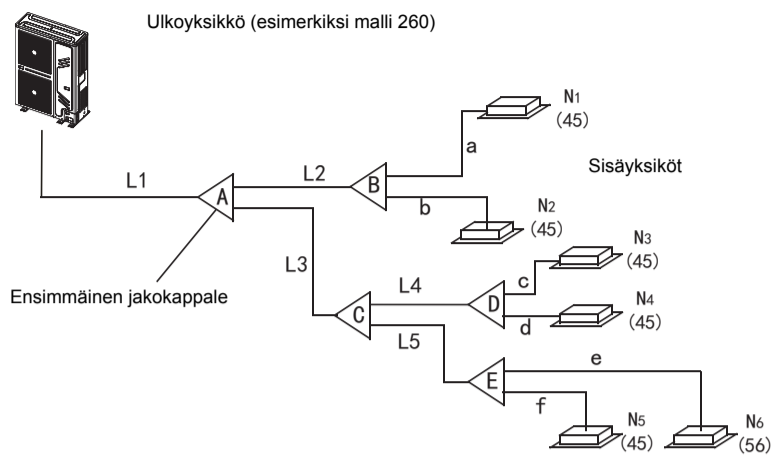 Ulkoyksikkö (esimerkiksi malli 260)
N1
(45)
a
L1
L2
A
B
Sisäyksiköt
b
N2
(45)
N3
(45)
L3
c
Ensimmäinen jakokappale
L4
D
N4
(45)
C
d
L5
e
E
f
N5
(45)
N6
(56)